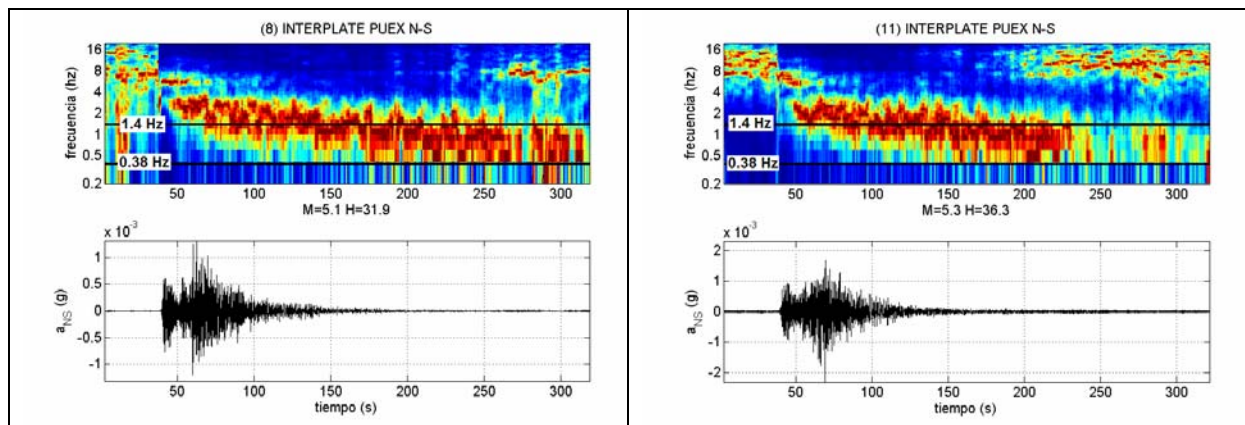 (8) INTERPLATE PUEX N-S
frecuencia (hz)
16
8
4
2
1
0.5
0.2
1.4 Hz
0.38 Hz
50 100 150 200 250 300
M=5.1 H=31.9
x 10-3
a NS (g)
1
0.5
0
-0.5
-1
50 100 150 200 250 300
tiempo (s)
(11) INTERPLATE PUEX N-S
frecuencia (hz)
16
8
4
2
1
0.5
0.2
1.4 Hz
0.38 Hz
50 100 150 200 250 300
M=5.3 H=36.3
x 10-3
a NS (g)
2
1
0
-1
-2
50 100 150 200 250 300
tiempo (s)